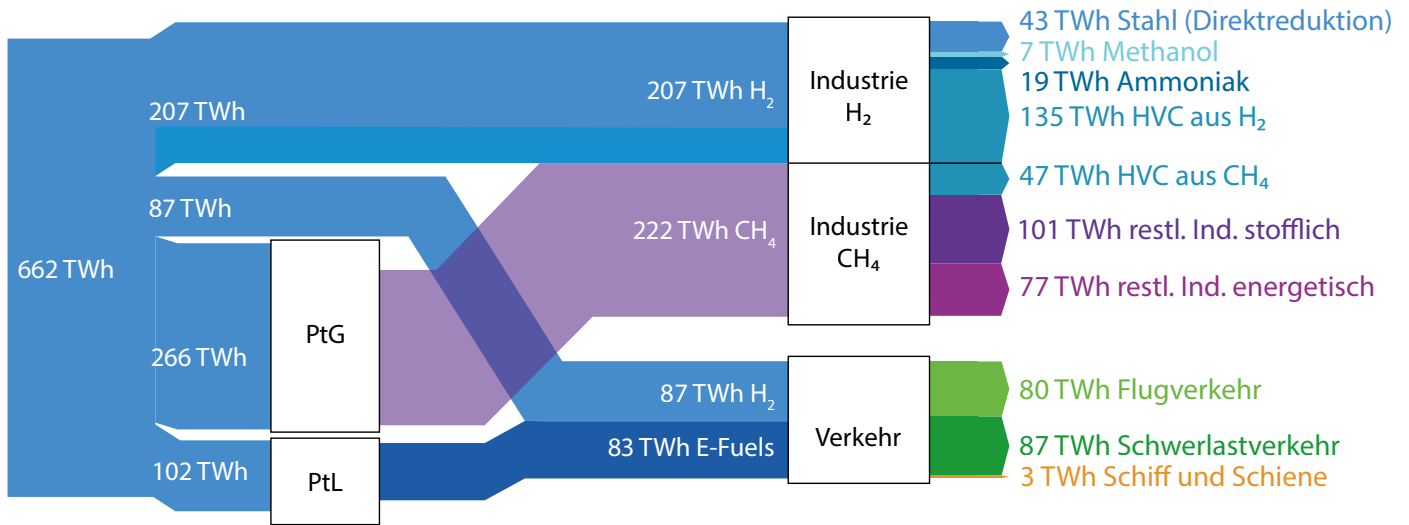 43 TWh Stahl (Direktreduktion)
7 TWh Methanol
207 TWh H₂
Industrie
H₂
19 TWh Ammoniak
207 TWh
135 TWh HVC aus H₂
47 TWh HVC aus CH₄
87 TWh
222 TWh CH₄
Industrie
CH₄
101 TWh restl. Ind. stofflich
662 TWh
77 TWh restl. Ind. energetisch
PtG
266 TWh
87 TWh H₂
80 TWh Flugverkehr
83 TWh E-Fuels
Verkehr
87 TWh Schwerlastverkehr
102 TWh
PtL
3 TWh Schiff und Schiene